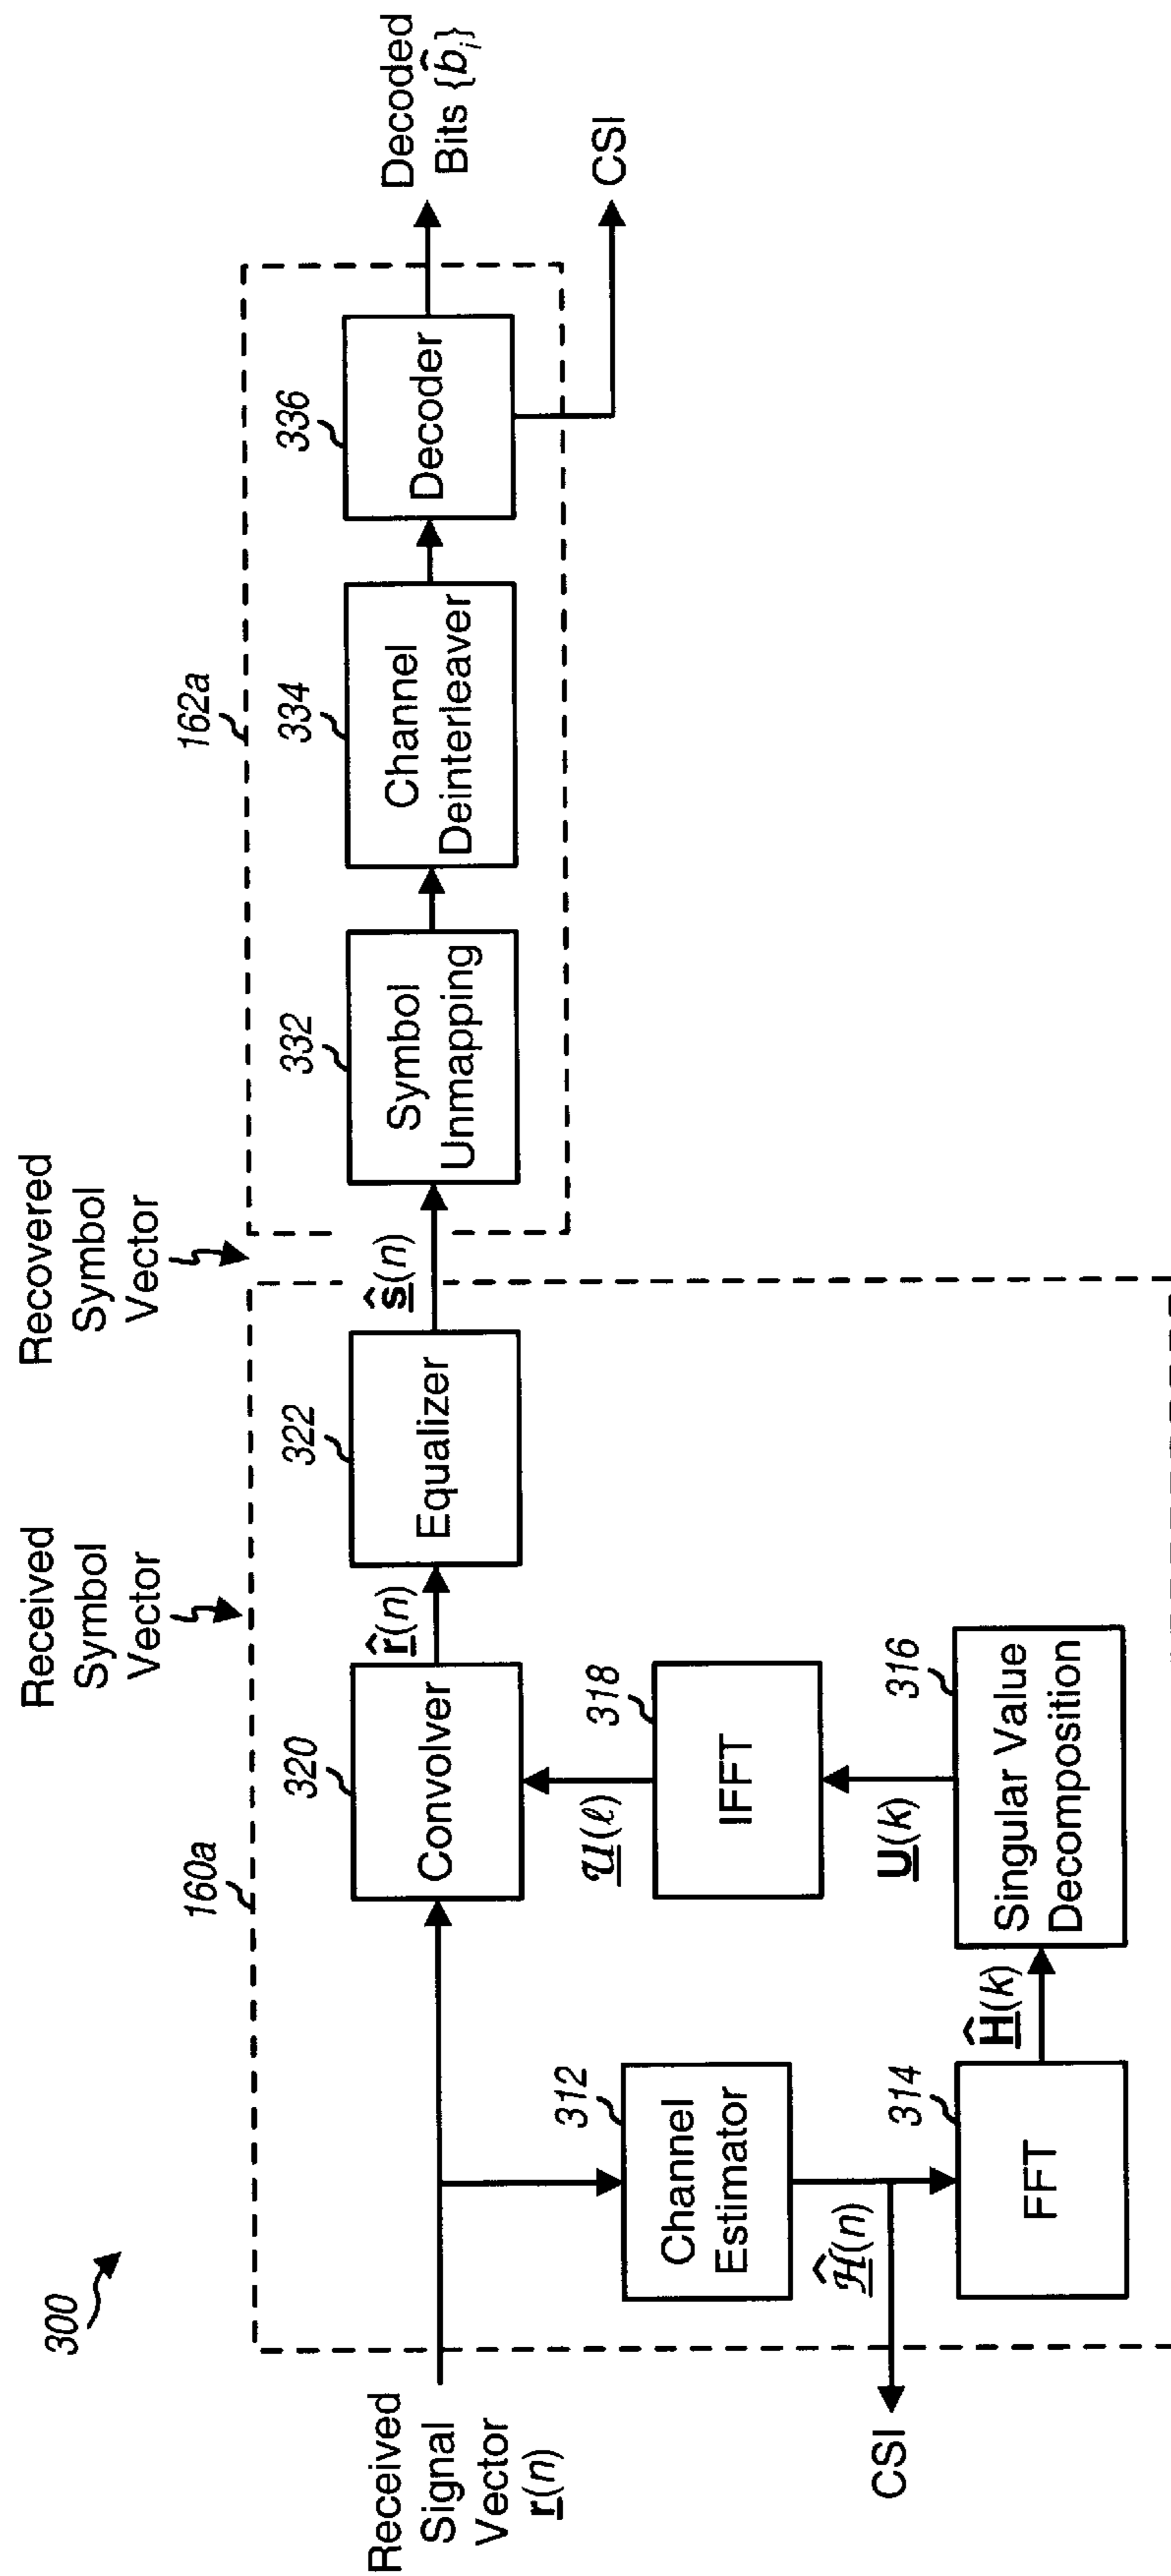 300
Received
Signal
Vector
r(n)
160a
Received
Symbol
Vector
Recovered
Symbol
Vector
162a
320
Convolver
r̂(n)
322
Equalizer
ŝ(n)
332
Symbol
Unmapping
334
Channel
Deinterleaver
336
Decoder
Decoded
Bits {b̂ᵢ}
CSI
312
Channel
Estimator
ℋ̂(n)
CSI
314
FFT
Ĥ(k)
316
Singular Value
Decomposition
U(k)
318
IFFT
𝒰(ℓ)